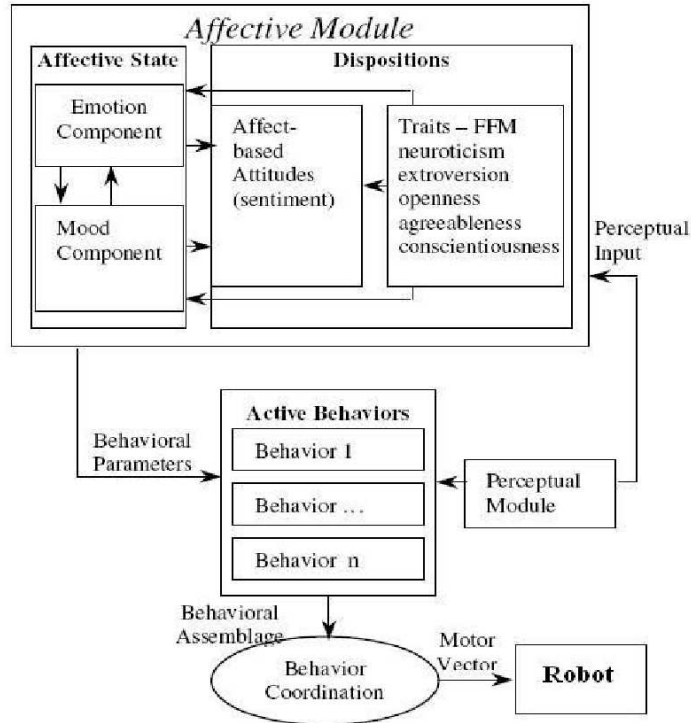 Affective Module
Affective State
Emotion
Component
Mood
Component
Dispositions
Affect-
based
Attitudes
(sentiment)
Traits – FFM
neuroticism
extroversion
openness
agreeableness
conscientiousness
Perceptual
Input
Behavioral
Parameters
Active Behaviors
Behavior 1
Behavior ...
Behavior n
Perceptual
Module
Behavioral
Assemblage
Behavior
Coordination
Motor
Vector
Robot